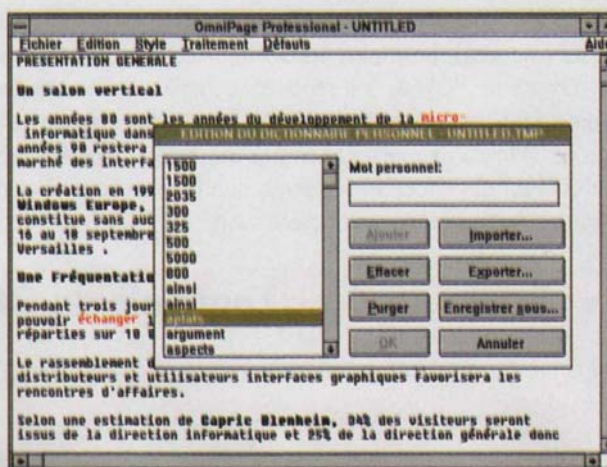 OmniPage Professional - UNTITLED
Fichier Edition Style Traitement Défauts Aide
PRESENTATION GENERALE
Un salon vertical
Les années 80 sont les années du développement de la micro-
informatique dans
années 90 restera
marché des interfa
La création en 199
Windows Europe,
constitue sans auc
16 au 18 septembre
Versailles .
Une Fréquentatio
Pendant trois jour
pouvoir échanger l
réparties sur 10 0
Le rassemblement d
distributeurs et utilisateurs interfaces graphiques favorisera les
rencontres d'affaires.
Selon une estimation de Capric Blenheim, 34% des visiteurs seront
issus de la direction informatique et 25% de la direction générale donc
EDITION DU DICTIONNAIRE PERSONNEL - UNTITLED.TMP
1500
1500
2035
300
325
500
5000
800
ainsi
ainsi
aplats
argument
aspects
Mot personnel:
Ajouter Importer...
Effacer Exporter...
Purger Enregistrer sous...
OK Annuler